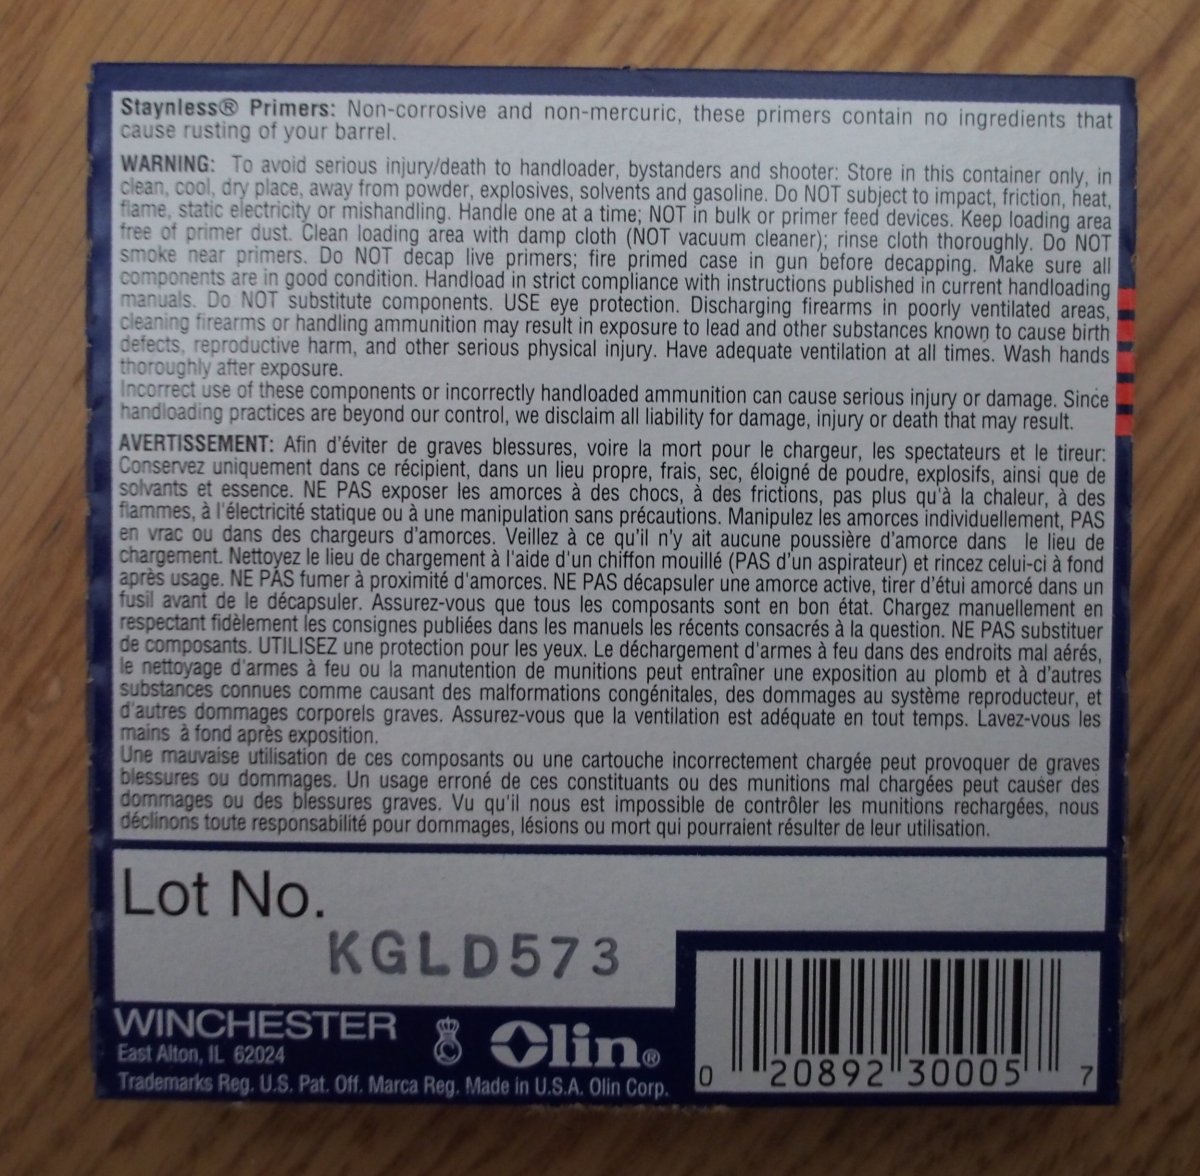 Staynless® Primers: Non-corrosive and non-mercuric, these primers contain no ingredients that
cause rusting of your barrel.
WARNING: To avoid serious injury/death to handloader, bystanders and shooter: Store in this container only, in
clean, cool, dry place, away from powder, explosives, solvents and gasoline. Do NOT subject to impact, friction, heat,
flame, static electricity or mishandling. Handle one at a time; NOT in bulk or primer feed devices. Keep loading area
free of primer dust. Clean loading area with damp cloth (NOT vacuum cleaner); rinse cloth thoroughly. Do NOT
smoke near primers. Do NOT decap live primers; fire primed case in gun before decapping. Make sure all
components are in good condition. Handload in strict compliance with instructions published in current handloading
manuals. Do NOT substitute components. USE eye protection. Discharging firearms in poorly ventilated areas,
cleaning firearms or handling ammunition may result in exposure to lead and other substances known to cause birth
defects, reproductive harm, and other serious physical injury. Have adequate ventilation at all times. Wash hands
thoroughly after exposure.
Incorrect use of these components or incorrectly handloaded ammunition can cause serious injury or damage. Since
handloading practices are beyond our control, we disclaim all liability for damage, injury or death that may result.
AVERTISSEMENT: Afin d'éviter de graves blessures, voire la mort pour le chargeur, les spectateurs et le tireur:
Conservez uniquement dans ce récipient, dans un lieu propre, frais, sec, éloigné de poudre, explosifs, ainsi que de
solvants et essence. NE PAS exposer les amorces à des chocs, à des frictions, pas plus qu'à la chaleur, à des
flammes, à l'électricité statique ou à une manipulation sans précautions. Manipulez les amorces individuellement, PAS
en vrac ou dans des chargeurs d'amorces. Veillez à ce qu'il n'y ait aucune poussière d'amorce dans le lieu de
chargement. Nettoyez le lieu de chargement à l'aide d'un chiffon mouillé (PAS d'un aspirateur) et rincez celui-ci à fond
après usage. NE PAS fumer à proximité d'amorces. NE PAS décapsuler une amorce active, tirer d'étui amorcé dans un
fusil avant de le décapsuler. Assurez-vous que tous les composants sont en bon état. Chargez manuellement en
respectant fidèlement les consignes publiées dans les manuels les récents consacrés à la question. NE PAS substituer
de composants. UTILISEZ une protection pour les yeux. Le déchargement d'armes à feu dans des endroits mal aérés,
le nettoyage d'armes à feu ou la manutention de munitions peut entraîner une exposition au plomb et à d'autres
substances connues comme causant des malformations congénitales, des dommages au système reproducteur, et
d'autres dommages corporels graves. Assurez-vous que la ventilation est adéquate en tout temps. Lavez-vous les
mains à fond après exposition.
Une mauvaise utilisation de ces composants ou une cartouche incorrectement chargée peut provoquer de graves
blessures ou dommages. Un usage erroné de ces constituants ou des munitions mal chargées peut causer des
dommages ou des blessures graves. Vu qu'il nous est impossible de contrôler les munitions rechargées, nous
déclinons toute responsabilité pour dommages, lésions ou mort qui pourraient résulter de leur utilisation.
Lot No.
KGLD573
WINCHESTER
East Alton, IL 62024
Olin®
Trademarks Reg. U.S. Pat. Off. Marca Reg. Made in U.S.A. Olin Corp.
0 20892 30005 7